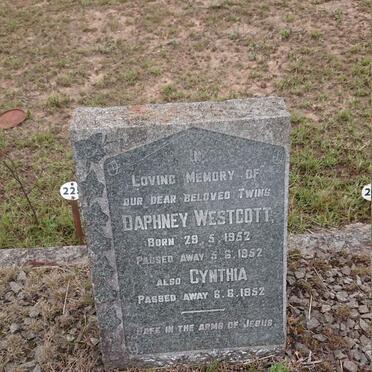 IN
LOVING MEMORY OF
OUR DEAR BELOVED TWINS
DAPHNEY WESTCOTT.
BORN 29. 5. 1952
PASSED AWAY 5. 6. 1952
ALSO CYNTHIA
PASSED AWAY 6. 6. 1952
SAFE IN THE ARMS OF JESUS
22
2